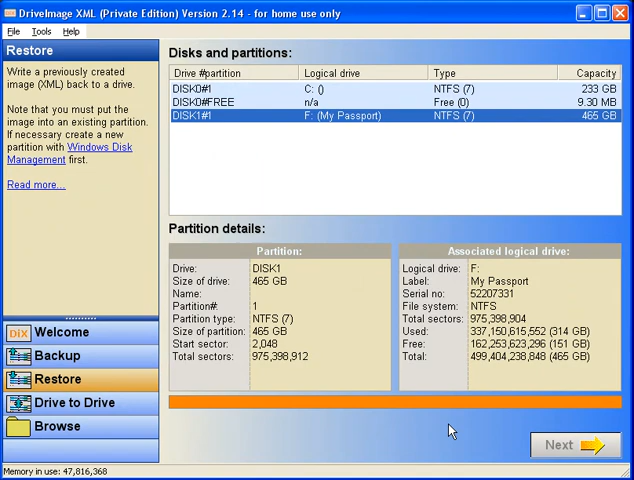 DriveImage XML (Private Edition) Version 2.14 - for home use only
File Tools Help
Restore
Write a previously created
image (XML) back to a drive.
Note that you must put the
image into an existing partition.
If necessary create a new
partition with Windows Disk
Management first.
Read more...
DiX Welcome
Backup
Restore
Drive to Drive
Browse
Disks and partitions:
Drive #partition Logical drive Type Capacity
DISK0#1 C: () NTFS (7) 233 GB
DISK0#FREE n/a Free (0) 9.30 MB
DISK1#1 F: (My Passport) NTFS (7) 465 GB
Partition details:
Partition:
Drive: DISK1
Size of drive: 465 GB
Name:
Partition#: 1
Partition type: NTFS (7)
Size of partition: 465 GB
Start sector: 2,048
Total sectors: 975,398,912
Associated logical drive:
Logical drive: F:
Label: My Passport
Serial no: 52207331
File system: NTFS
Total sectors: 975,398,904
Used: 337,150,615,552 (314 GB)
Free: 162,253,623,296 (151 GB)
Total: 499,404,238,848 (465 GB)
Next
Memory in use: 47,816,368